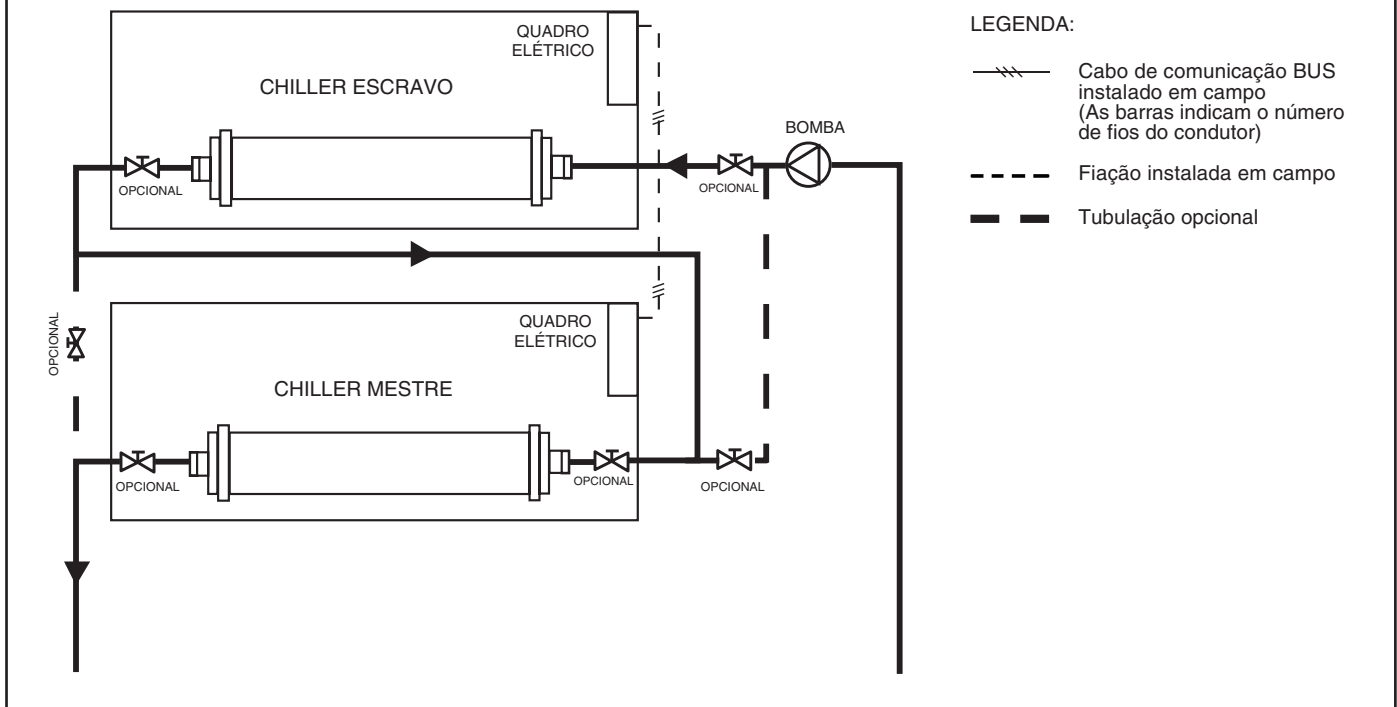 QUADRO
ELÉTRICO
CHILLER ESCRAVO
BOMBA
OPCIONAL
OPCIONAL
OPCIONAL
QUADRO
ELÉTRICO
CHILLER MESTRE
OPCIONAL
OPCIONAL
OPCIONAL
LEGENDA:
Cabo de comunicação BUS
instalado em campo
(As barras indicam o número
de fios do condutor)
Fiação instalada em campo
Tubulação opcional